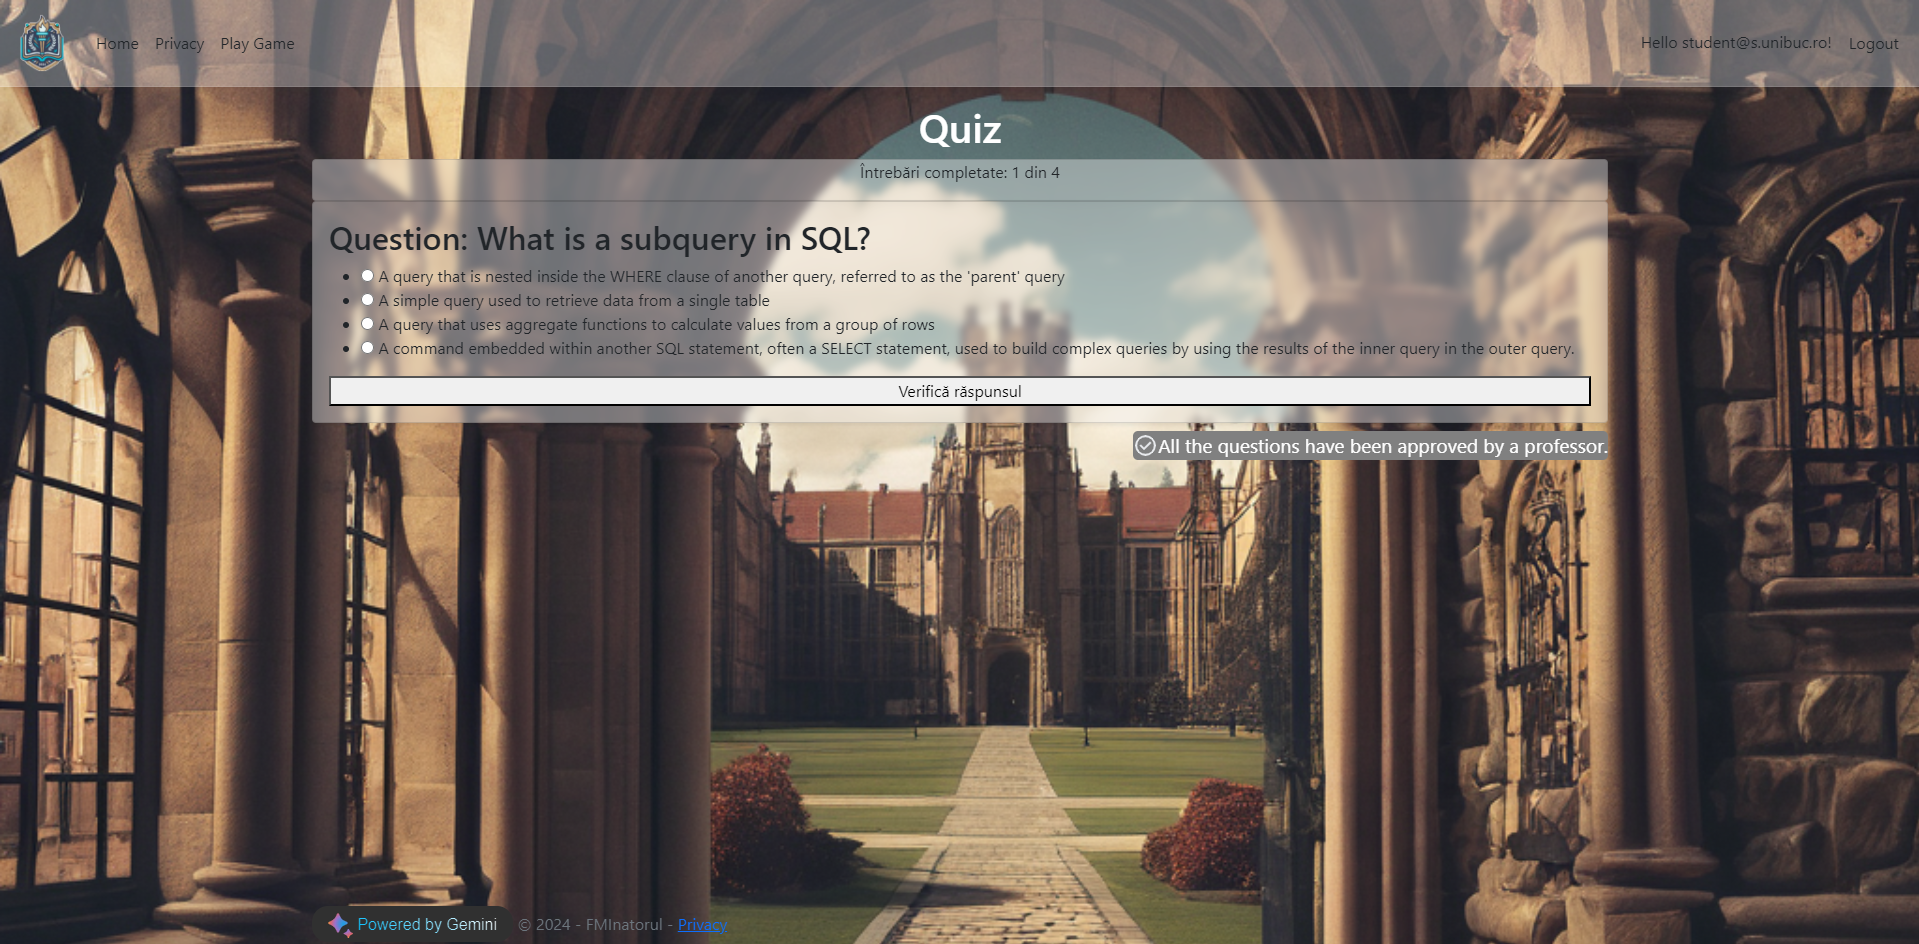 Home Privacy Play Game Hello student@s.unibuc.ro! Logout
Quiz
Întrebări completate: 1 din 4
Question: What is a subquery in SQL?
A query that is nested inside the WHERE clause of another query, referred to as the 'parent' query
A simple query used to retrieve data from a single table
A query that uses aggregate functions to calculate values from a group of rows
A command embedded within another SQL statement, often a SELECT statement, used to build complex queries by using the results of the inner query in the outer query.
Verifică răspunsul
All the questions have been approved by a professor.
Powered by Gemini © 2024 - FMInatorul - Privacy